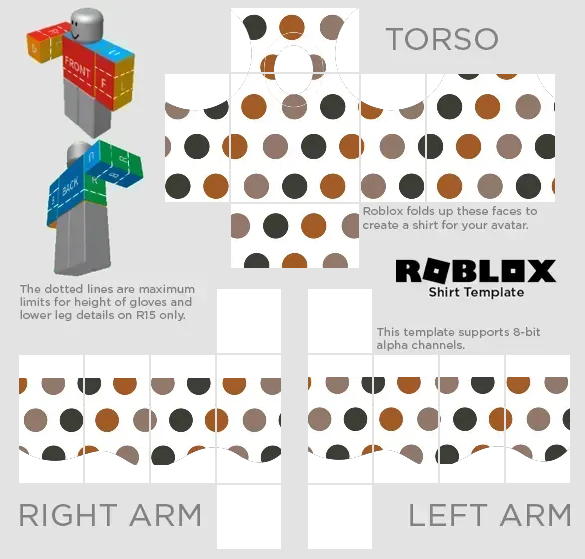 TORSO
FRONT
F
L
U
BACK
B
R
R
U
Roblox folds up these faces to
create a shirt for your avatar.
ROBLOX
Shirt Template
The dotted lines are maximum
limits for height of gloves and
lower leg details on R15 only.
This template supports 8-bit
alpha channels.
RIGHT ARM
LEFT ARM